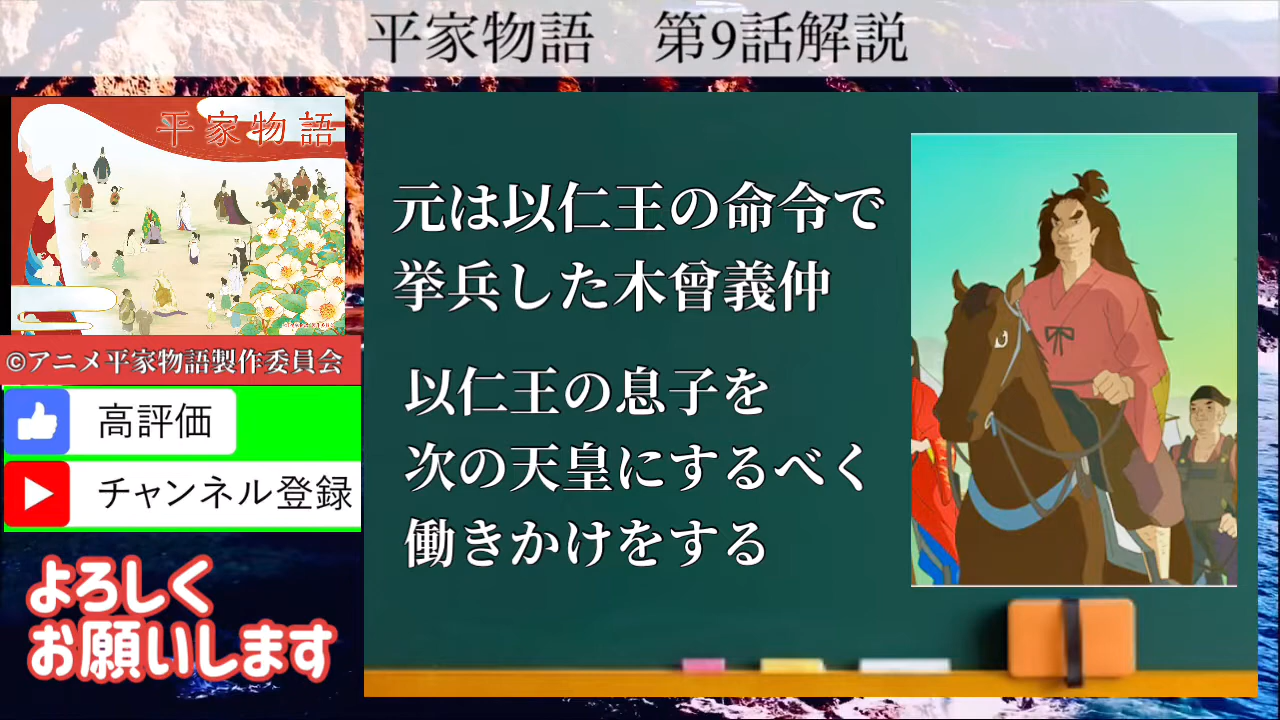 平家物語　第9話解説
平家物語
©アニメ平家物語製作委員会
高評価
チャンネル登録
よろしく
お願いします
元は以仁王の命令で
挙兵した木曾義仲
以仁王の息子を
次の天皇にするべく
働きかけをする